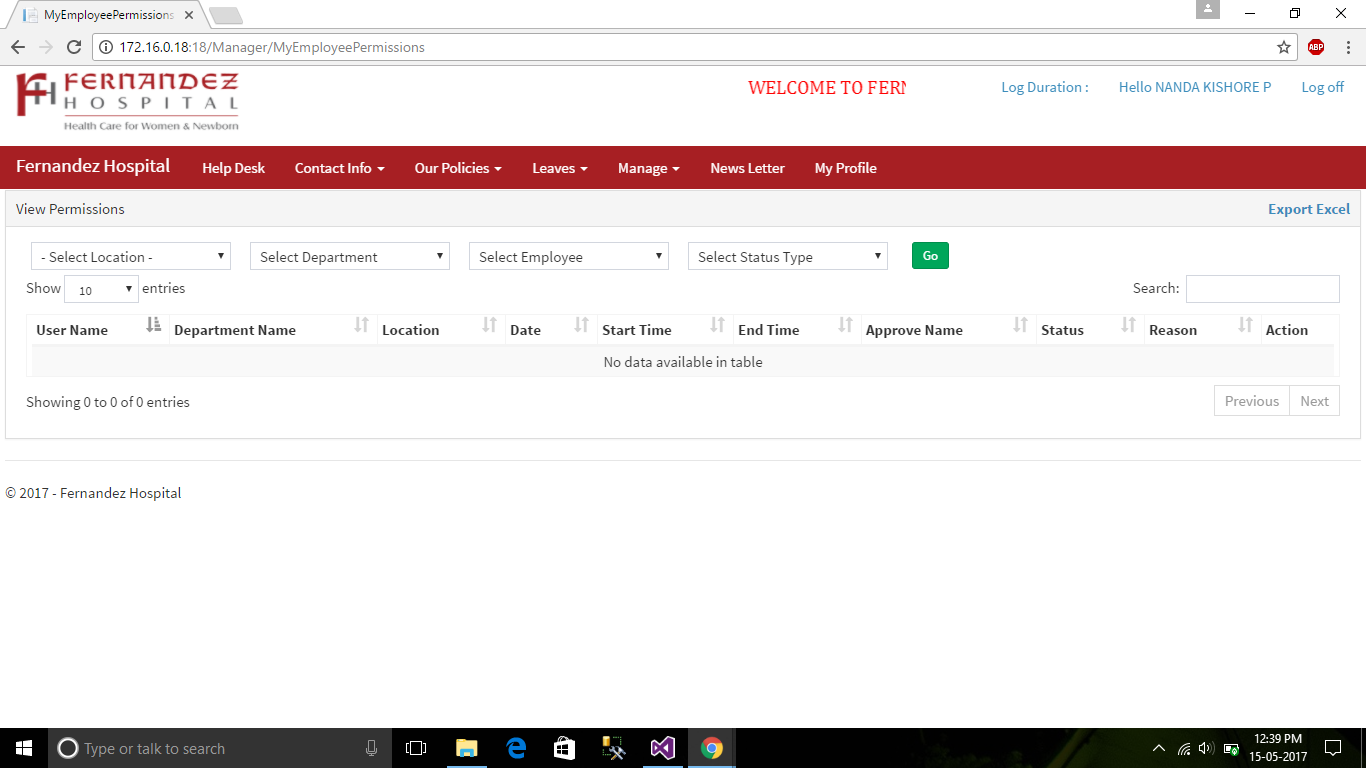 MyEmployeePermissions
172.16.0.18:18/Manager/MyEmployeePermissions
ABP
FERNANDEZ
HOSPITAL
Health Care for Women & Newborn
WELCOME TO FERN
Log Duration :
Hello NANDA KISHORE P
Log off
Fernandez Hospital Help Desk Contact Info Our Policies Leaves Manage News Letter My Profile
View Permissions Export Excel
- Select Location - Select Department Select Employee Select Status Type Go
Show 10 entries Search:
User Name Department Name Location Date Start Time End Time Approve Name Status Reason Action
No data available in table
Showing 0 to 0 of 0 entries Previous Next
© 2017 - Fernandez Hospital
Type or talk to search
12:39 PM
15-05-2017